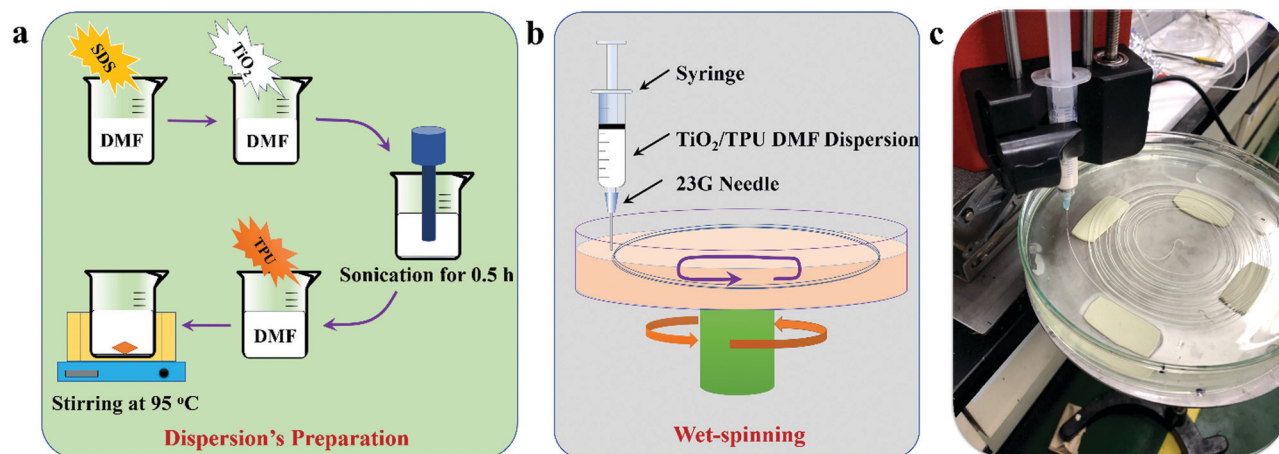 a
SDS
DMF
TiO₂
DMF
Sonication for 0.5 h
TPU
DMF
Stirring at 95 °C
Dispersion's Preparation
b
Syringe
TiO₂/TPU DMF Dispersion
23G Needle
Wet-spinning
c